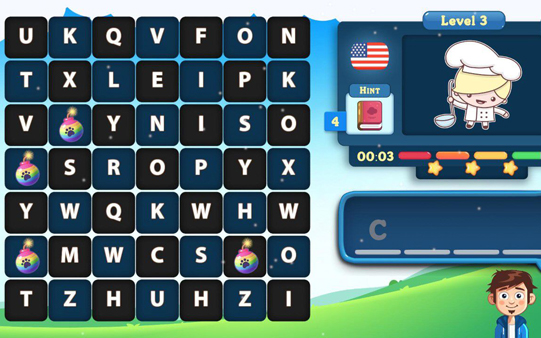 U K Q V F O N
T X L E I P K
V Y N I S O
S R O P Y X
Y W Q K W H W
M W C S Q
T Z H U H Z I
Level 3
Hint
4
00:03
C